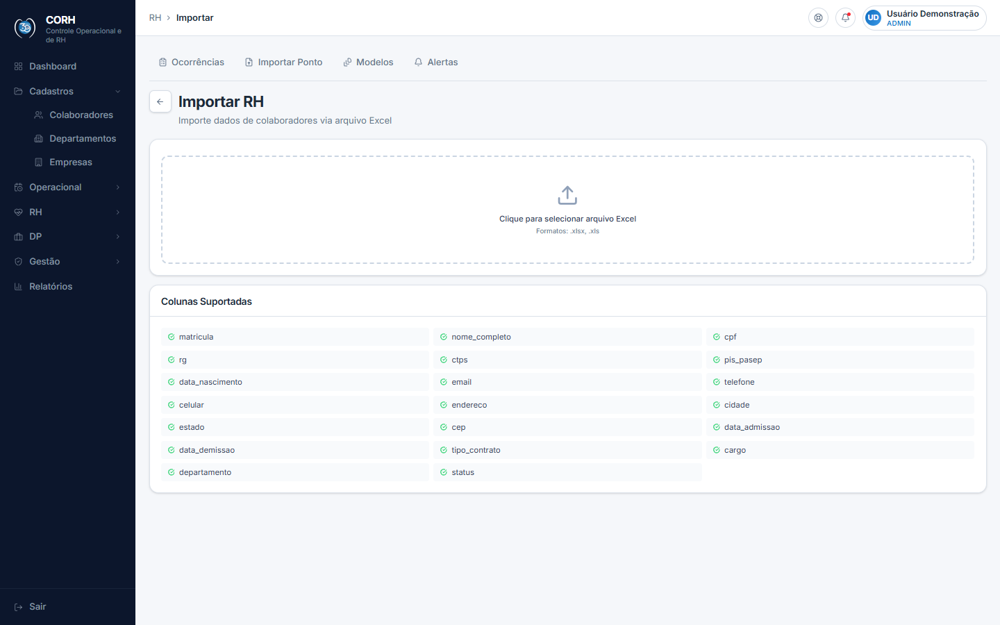 CORH
Controle Operacional e
de RH
Dashboard
Cadastros
Colaboradores
Departamentos
Empresas
Operacional
RH
DP
Gestão
Relatórios
Sair
RH > Importar
UD
Usuário Demonstração
ADMIN
Ocorrências
Importar Ponto
Modelos
Alertas
Importar RH
Importe dados de colaboradores via arquivo Excel
Clique para selecionar arquivo Excel
Formatos: .xlsx, .xls
Colunas Suportadas
matricula
nome_completo
cpf
rg
ctps
pis_pasep
data_nascimento
email
telefone
celular
endereco
cidade
estado
cep
data_admissao
data_demissao
tipo_contrato
cargo
departamento
status